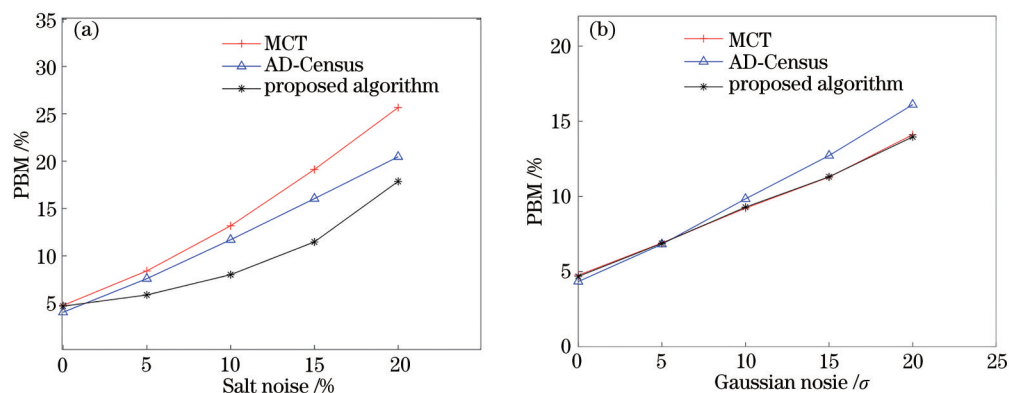 (a)
MCT
AD-Census
proposed algorithm
35
30
25
20
15
10
5
PBM /%
0 5 10 15 20
Salt noise /%
(b)
MCT
AD-Census
proposed algorithm
20
15
10
5
0
PBM /%
0 5 10 15 20 25
Gaussian nosie /σ